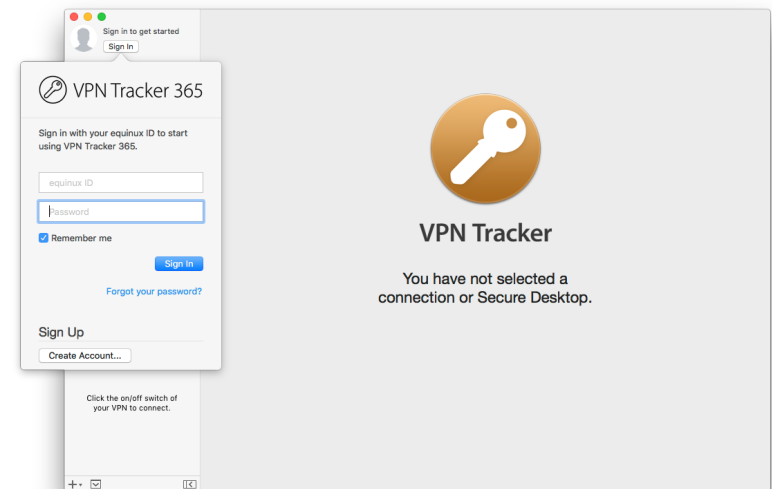 Sign in to get started
Sign In
VPN Tracker 365
Sign in with your equinux ID to start
using VPN Tracker 365.
equinux ID
Password
Remember me
Sign In
Forgot your password?
Sign Up
Create Account...
Click the on/off switch of
your VPN to connect.
VPN Tracker
You have not selected a
connection or Secure Desktop.